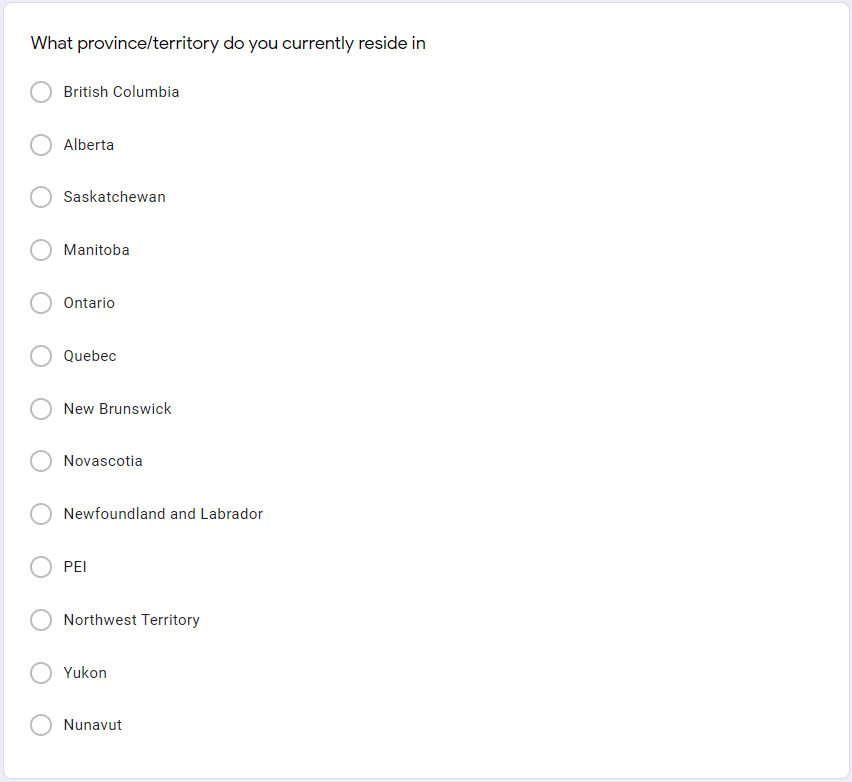 What province/territory do you currently reside in
British Columbia
Alberta
Saskatchewan
Manitoba
Ontario
Quebec
New Brunswick
Novascotia
Newfoundland and Labrador
PEI
Northwest Territory
Yukon
Nunavut